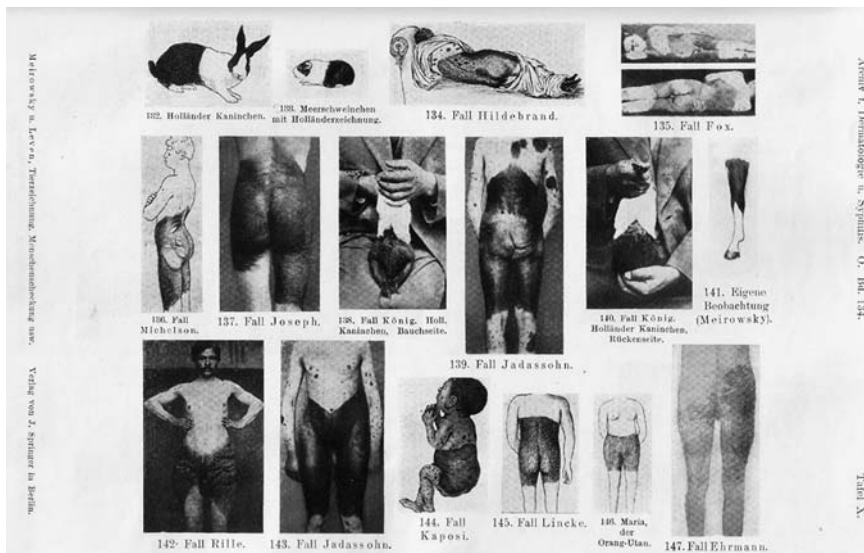 Meirowsky u. Leven, Tierzeichnung, Menschenscheckung usw.
Verlag von J. Springer in Berlin.
Archiv f. Dermatologie u. Syphilis. O. Bd. 134.
Tafel X.
132. Holländer Kaninchen.
133. Meerschweinchen
mit Holländerzeichnung.
134. Fall Hildebrand.
135. Fall Fox.
136. Fall
Michelson.
137. Fall Joseph.
138. Fall König. Holl.
Kaninchen, Bauchseite.
139. Fall Jadassohn.
140. Fall König.
Holländer Kaninchen,
Rückenseite.
141. Eigene
Beobachtung
(Meirowsky).
142. Fall Rille.
143. Fall Jadassohn.
144. Fall
Kaposi.
145. Fall Lincke.
146. Maria,
der
Orang-Utan.
147. Fall Ehrmann.